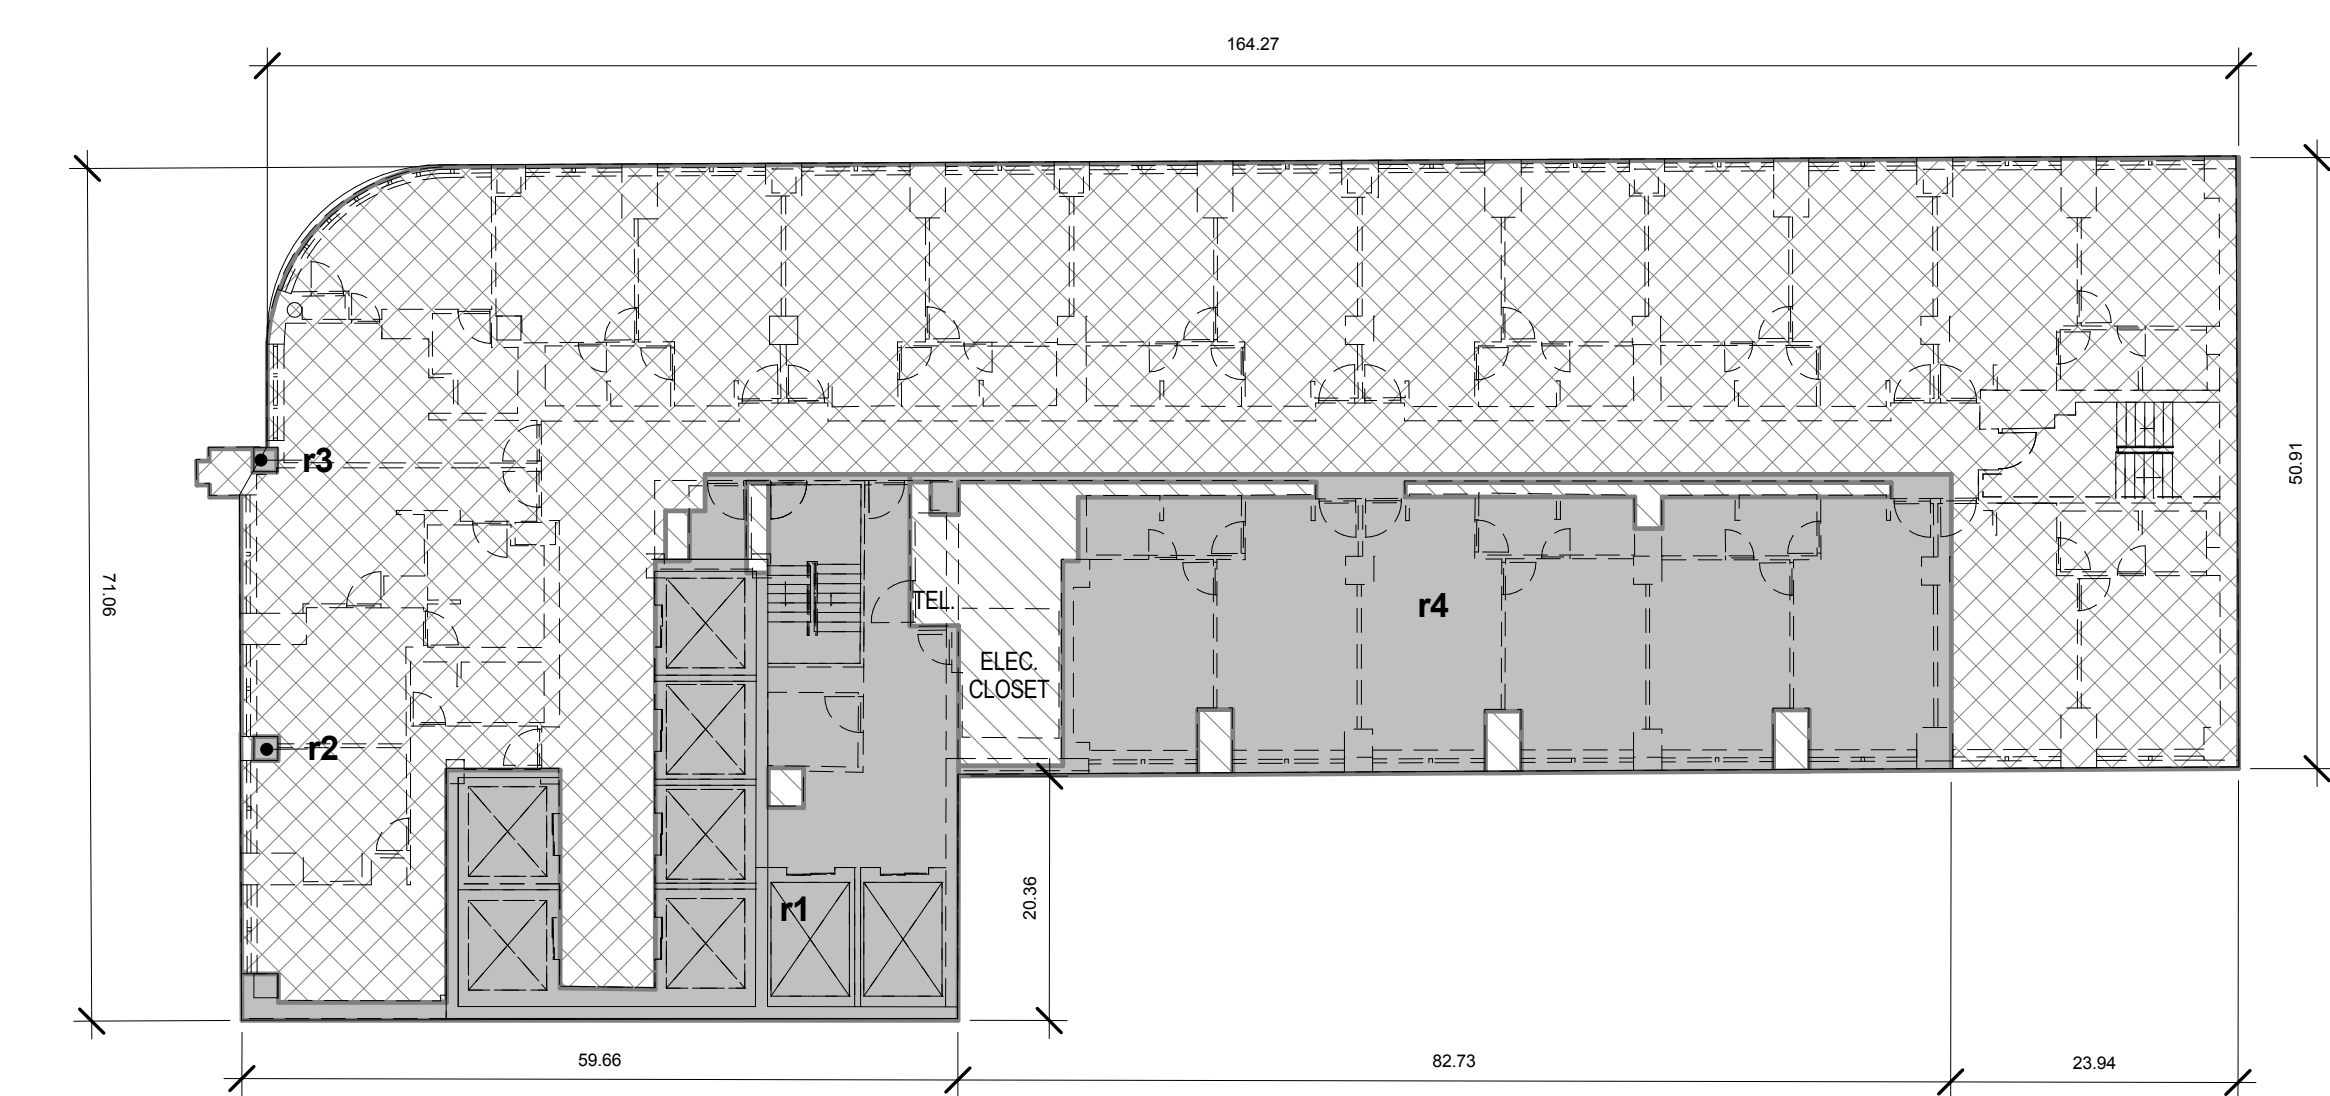 164.27
r3
50.91
71.06
TEL.
r4
ELEC.
CLOSET
r2
20.36
r1
59.66
82.73
23.94